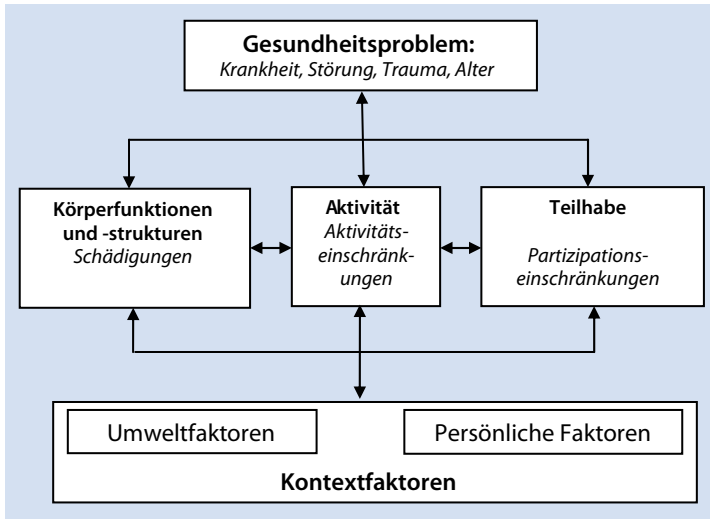 Gesundheitsproblem:
Krankheit, Störung, Trauma, Alter
Körperfunktionen
und -strukturen
Schädigungen
Aktivität
Aktivitäts-
einschränk-
ungen
Teilhabe
Partizipations-
einschränkungen
Umweltfaktoren
Persönliche Faktoren
Kontextfaktoren